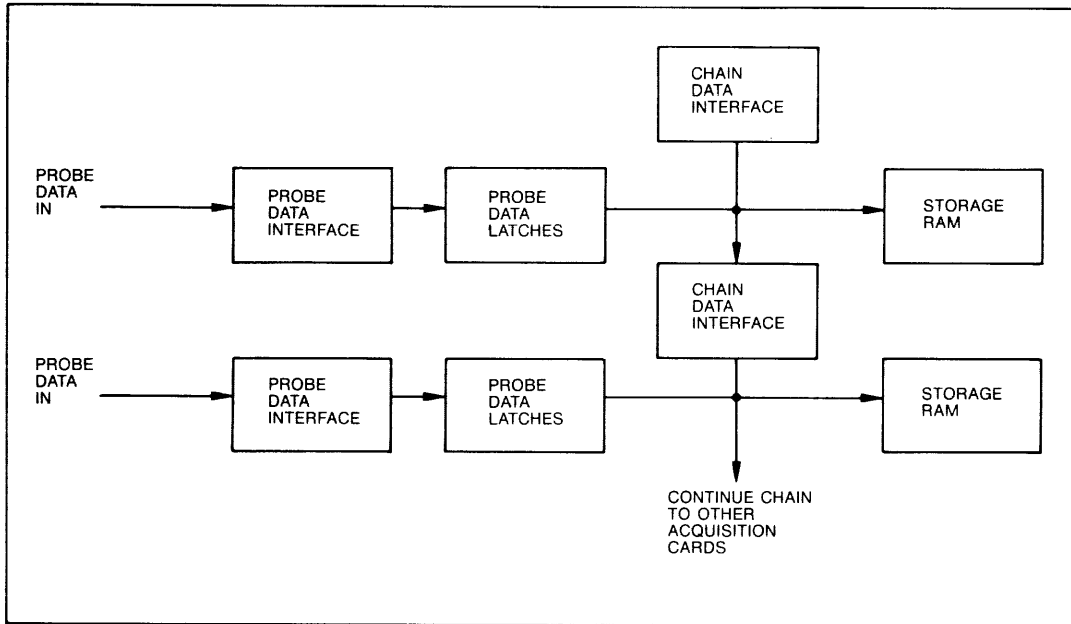 CHAIN
DATA
INTERFACE
PROBE
DATA
IN
PROBE
DATA
INTERFACE
PROBE
DATA
LATCHES
STORAGE
RAM
CHAIN
DATA
INTERFACE
PROBE
DATA
IN
PROBE
DATA
INTERFACE
PROBE
DATA
LATCHES
STORAGE
RAM
CONTINUE CHAIN
TO OTHER
ACQUISITION
CARDS